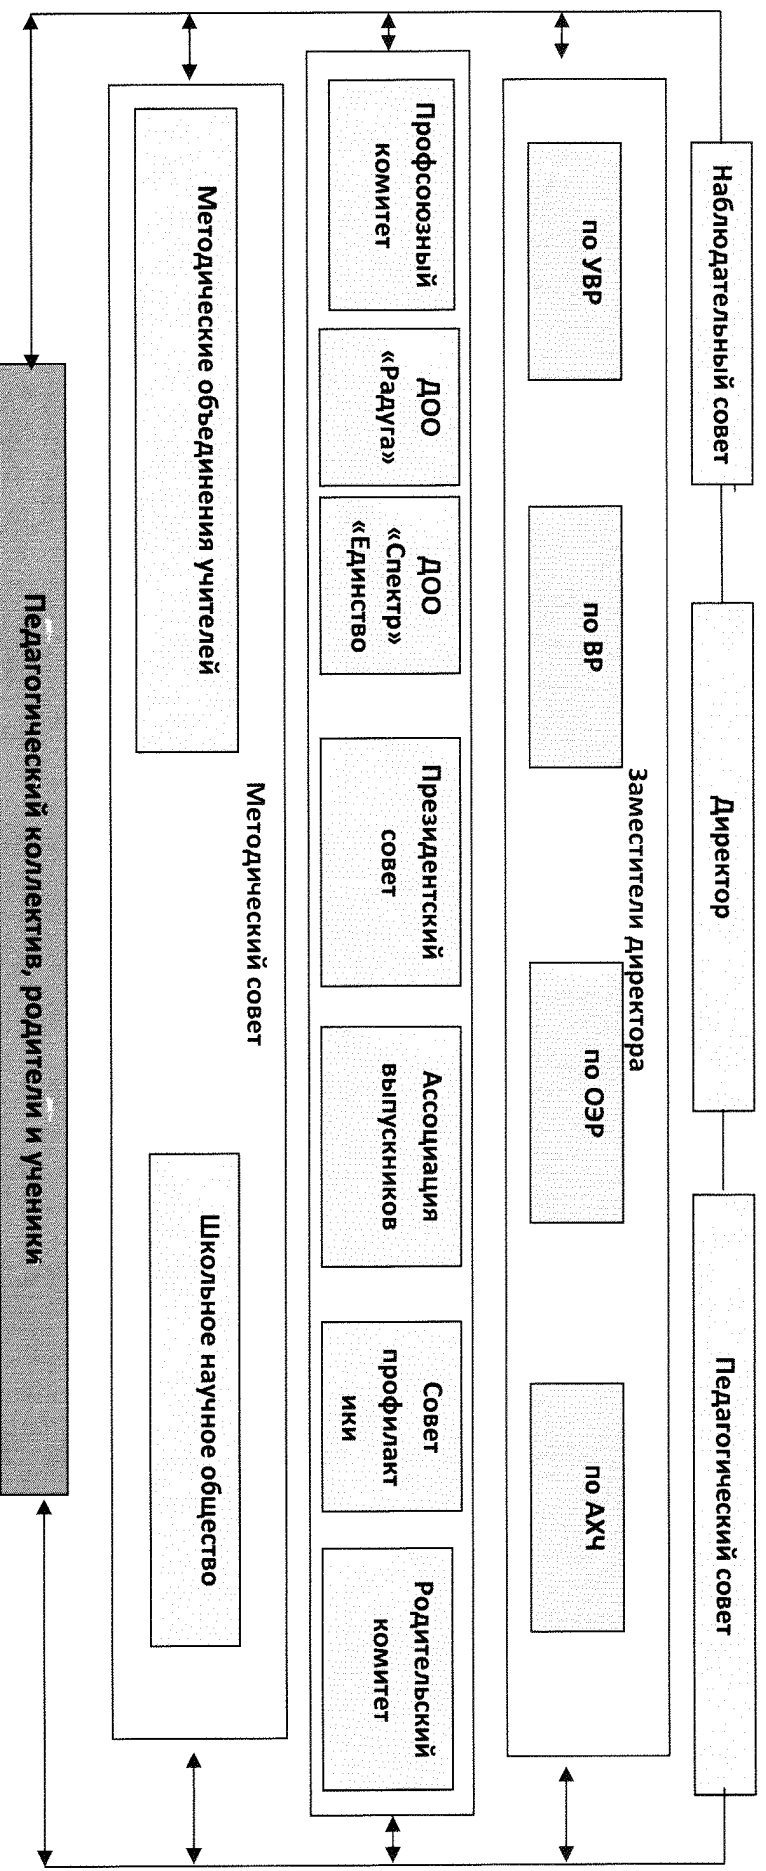 Наблюдательный совет
Директор
Педагогический совет
Заместители директора
по УВР
по ВР
по ОЭР
по АХЧ
Профсоюзный
комитет
ДОО
«Радуга»
ДОО
«Спектр»
«Единство
Президентский
совет
Ассоциация
выпускников
Совет
профилакт
ики
Родительский
комитет
Методический совет
Методические объединения учителей
Школьное научное общество
Педагогический коллектив, родители и ученики